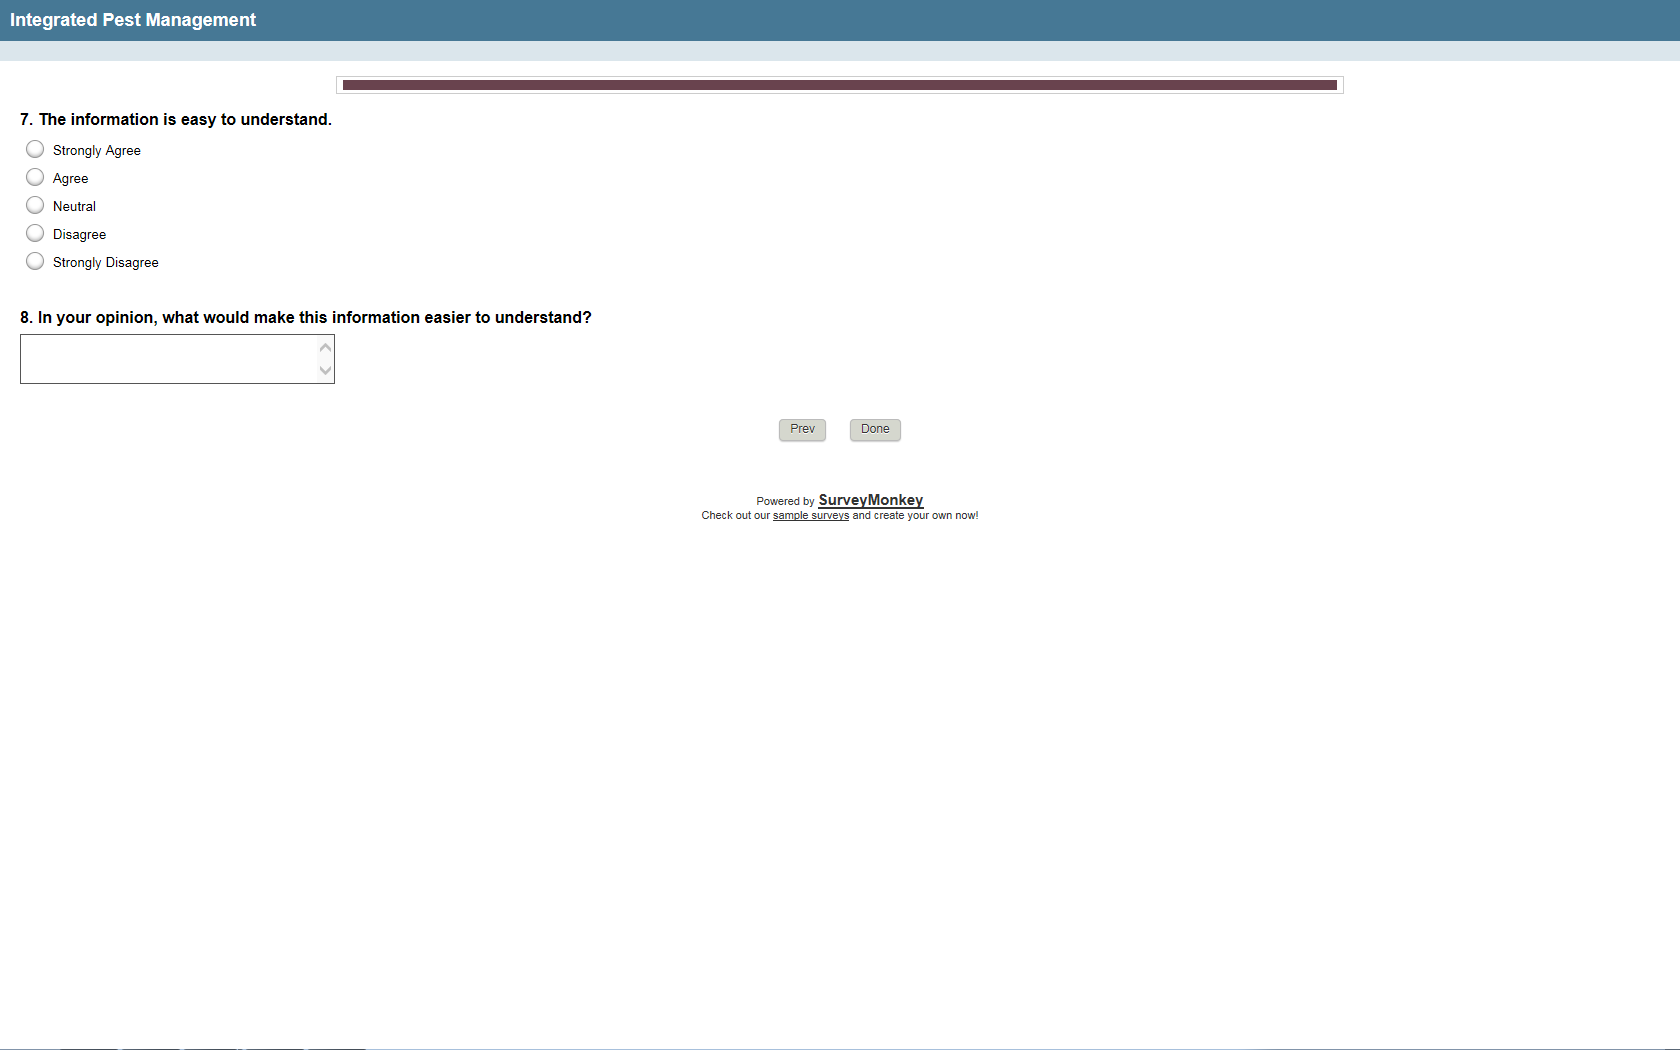 Integrated Pest Management
7. The information is easy to understand.
Strongly Agree
Agree
Neutral
Disagree
Strongly Disagree
8. In your opinion, what would make this information easier to understand?
Prev Done
Powered by SurveyMonkey
Check out our sample surveys and create your own now!